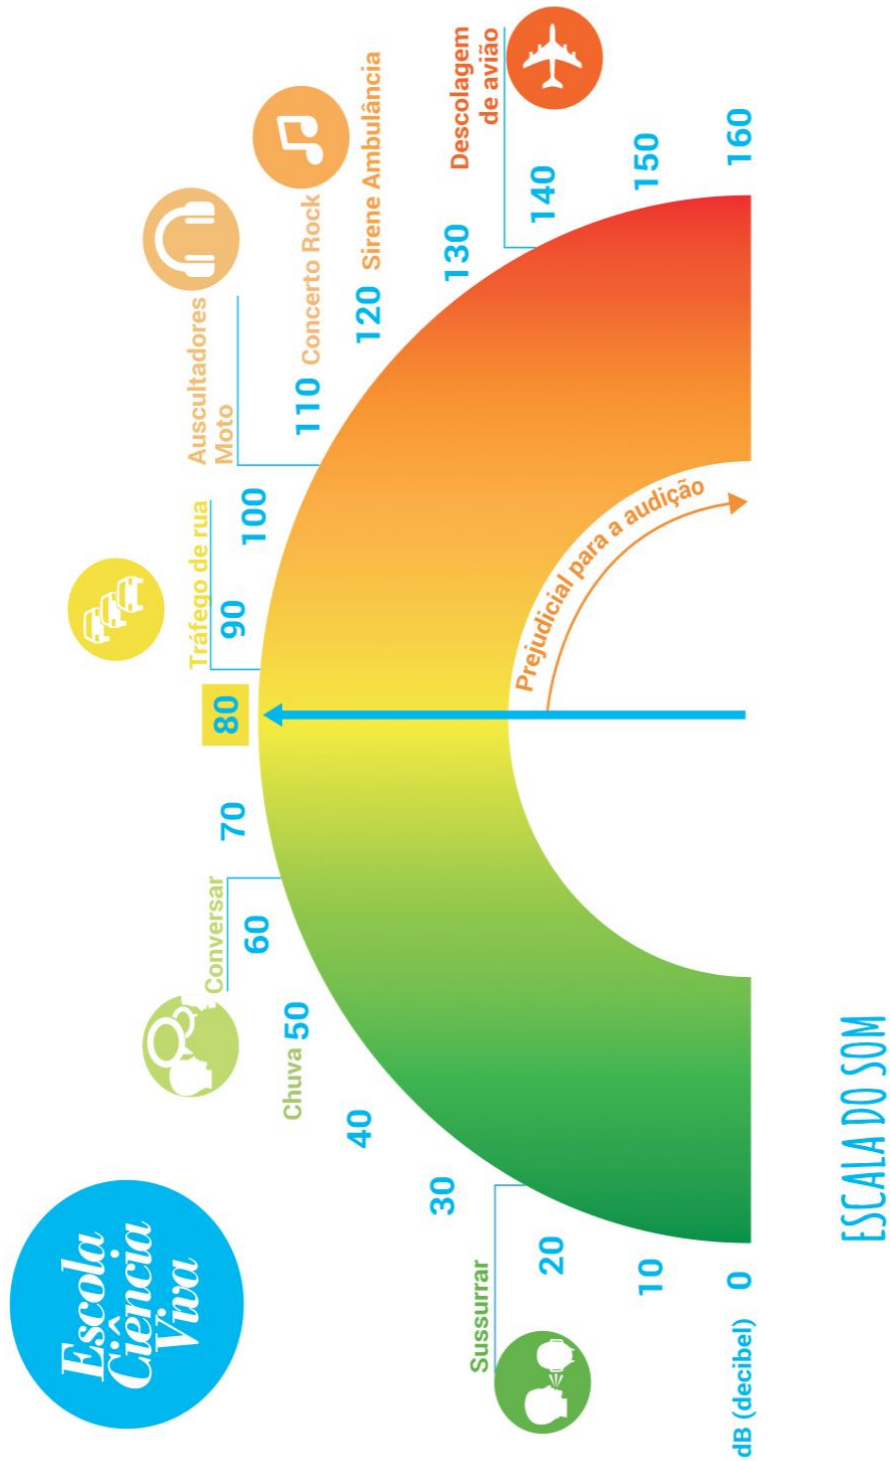 Escola
Ciência
Viva
dB (decibel)
0
10
20
Sussurrar
30
40
Chuva 50
60
Conversar
70
80
90
Tráfego de rua
100
Auscultadores
Moto
110 Concerto Rock
120 Sirene Ambulância
130
Descolagem
de avião
140
150
160
Prejudicial para a audição
ESCALA DO SOM